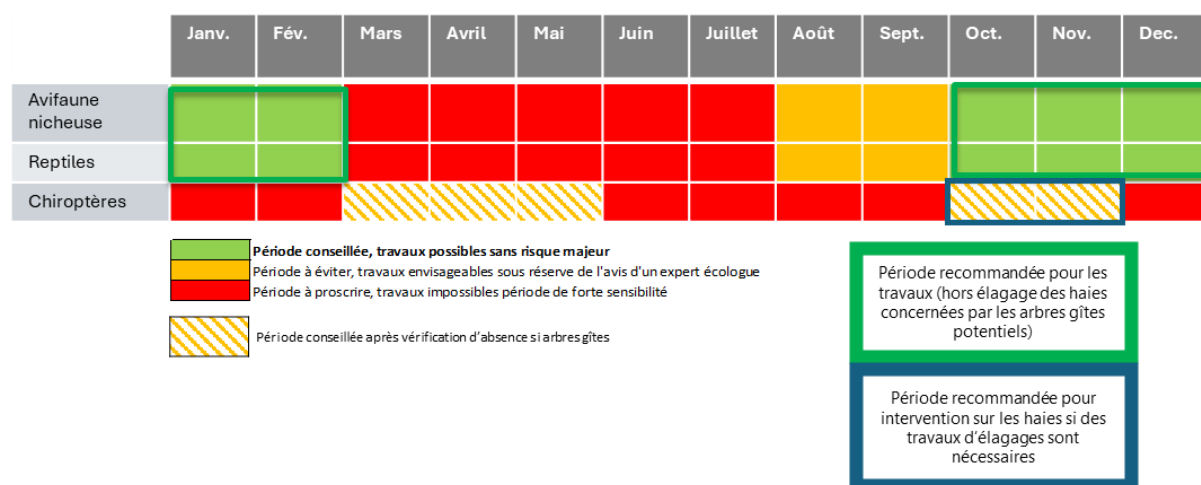 Janv. Fév. Mars Avril Mai Juin Juillet Août Sept. Oct. Nov. Dec.
Avifaune
nicheuse
Reptiles
Chiroptères
Période conseillée, travaux possibles sans risque majeur
Période à éviter, travaux envisageables sous réserve de l'avis d'un expert écologue
Période à proscrire, travaux impossibles période de forte sensibilité
Période conseillée après vérification d'absence si arbres gîtes
Période recommandée pour les
travaux (hors élagage des haies
concernées par les arbres gîtes
potentiels)
Période recommandée pour
intervention sur les haies si des
travaux d'élagages sont
nécessaires